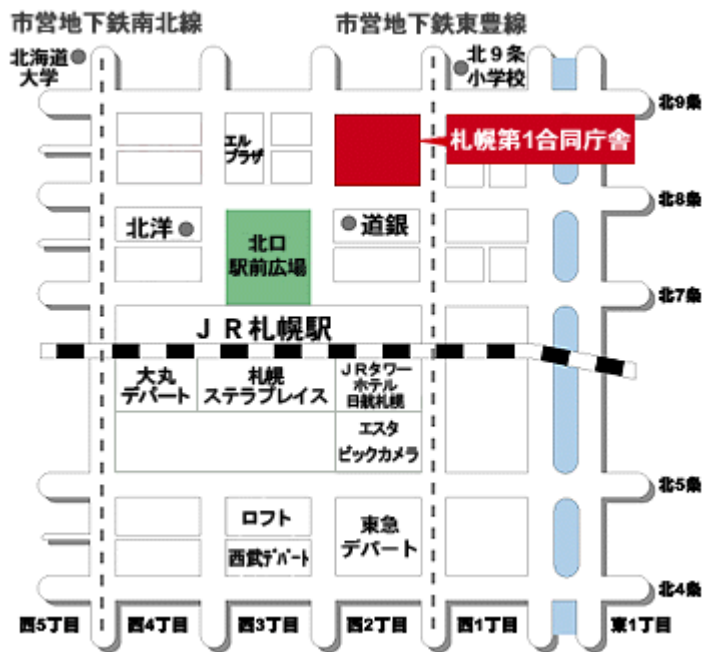 市営地下鉄南北線
市営地下鉄東豊線
北海道
大学
北9条
小学校
北9条
エル
プラザ
札幌第1合同庁舎
北8条
北洋
北口
駅前広場
道銀
北7条
JR札幌駅
大丸
デパート
札幌
ステラプレイス
JRタワー
ホテル
日航札幌
エスタ
ビックカメラ
北5条
ロフト
西武デパート
東急
デパート
北4条
西5丁目
西4丁目
西3丁目
西2丁目
西1丁目
東1丁目